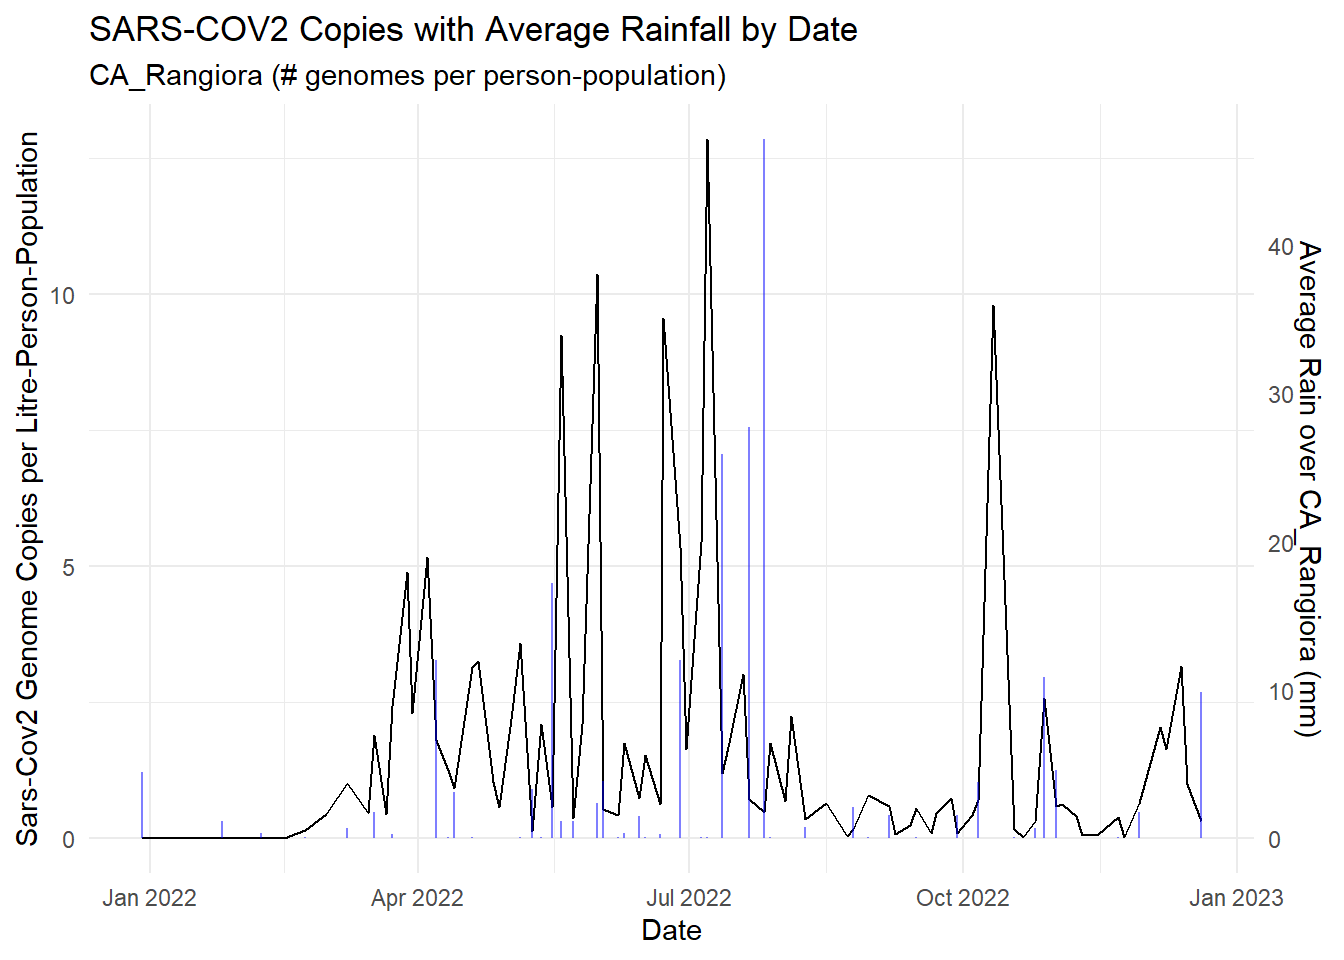 SARS-COV2 Copies with Average Rainfall by Date
CA_Rangiora (# genomes per person-population)
Sars-Cov2 Genome Copies per Litre-Person-Population
10
5
0
40
30
20
10
0
Average Rain over CA_Rangiora (mm)
Jan 2022
Apr 2022
Jul 2022
Oct 2022
Jan 2023
Date